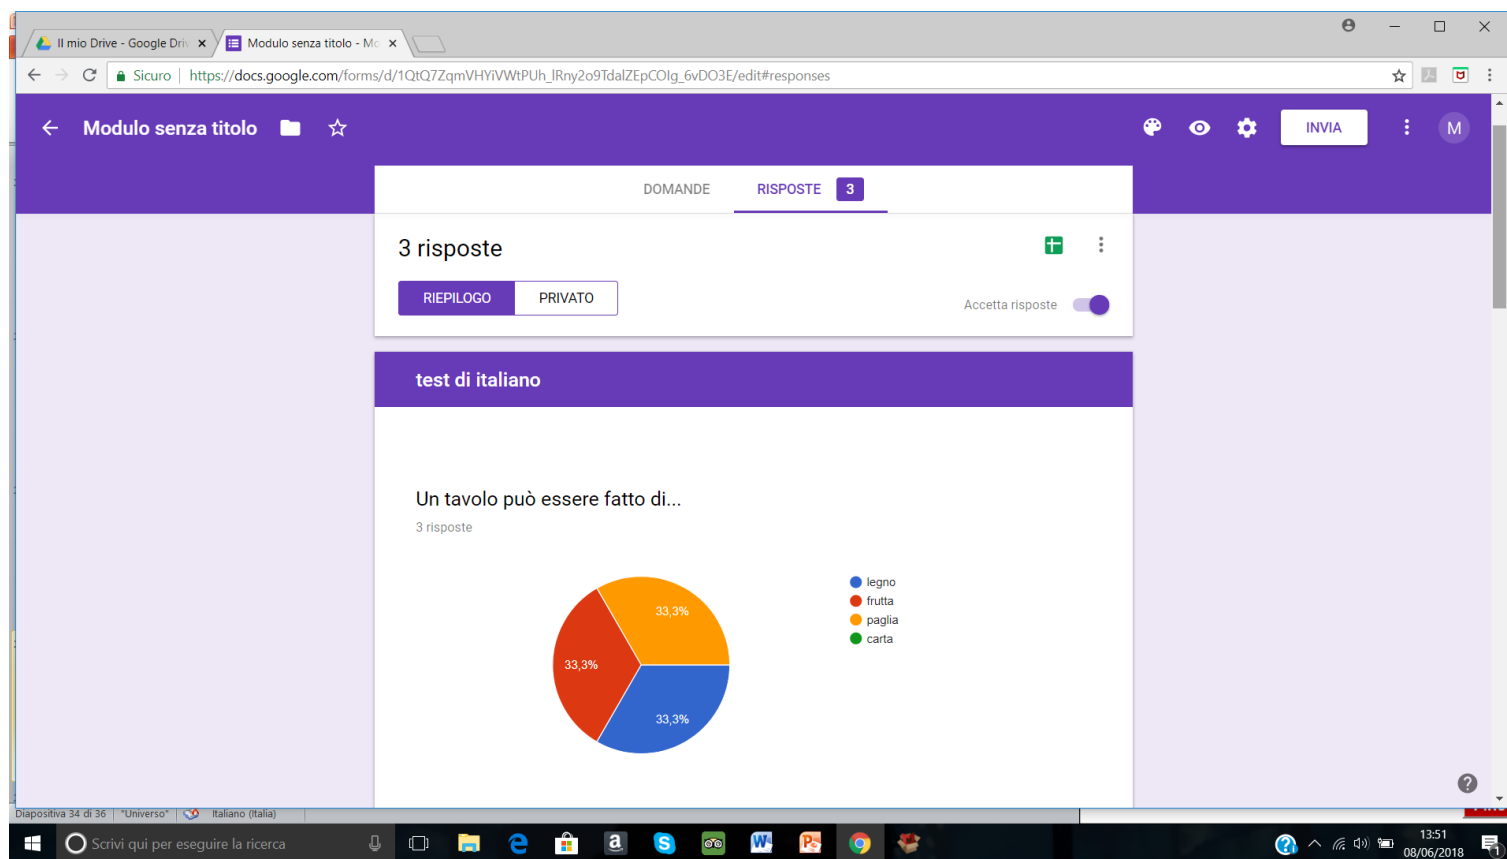 Il mio Drive - Google Driv
Modulo senza titolo - Mo
Sicuro
https://docs.google.com/forms/d/1QtQ7ZqmVHYiVWtPUh_lRny2o9TdalZEpCOIg_6vDO3E/edit#responses
Modulo senza titolo
INVIA
M
DOMANDE
RISPOSTE 3
3 risposte
RIEPILOGO
PRIVATO
Accetta risposte
test di italiano
Un tavolo può essere fatto di...
3 risposte
33,3%
33,3%
33,3%
legno
frutta
paglia
carta
Diapositiva 34 di 36
"Universo"
Italiano (Italia)
Scrivi qui per eseguire la ricerca
13:51
08/06/2018